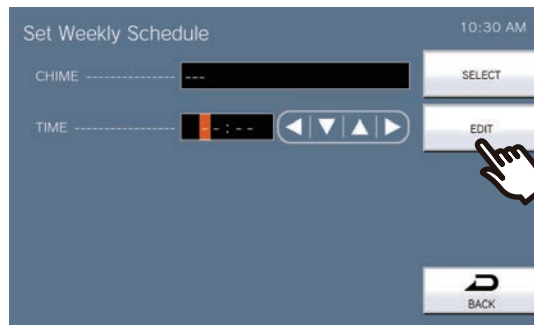 Set Weekly Schedule
10:30 AM
CHIME --------------- ---
SELECT
TIME ----------------- --:--
EDIT
BACK